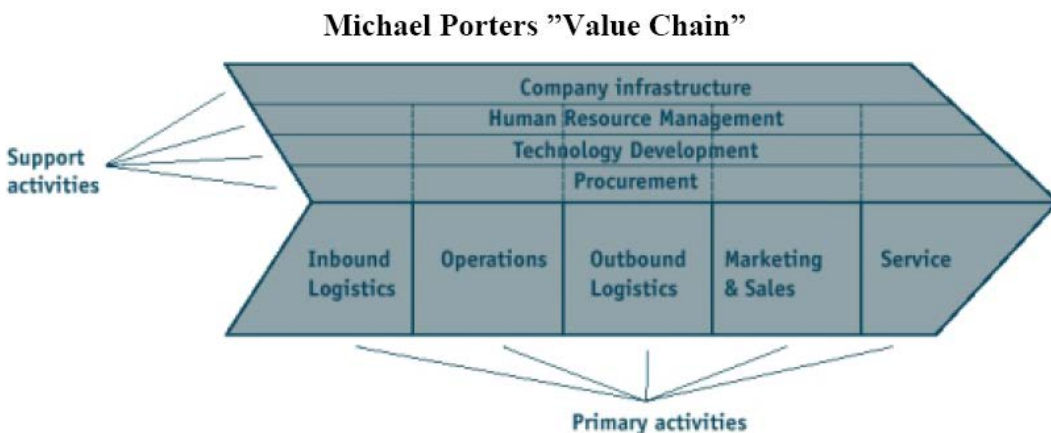 Michael Porters ”Value Chain”
Company infrastructure
Human Resource Management
Technology Development
Procurement
Support
activities
Inbound
Logistics
Operations
Outbound
Logistics
Marketing
& Sales
Service
Primary activities